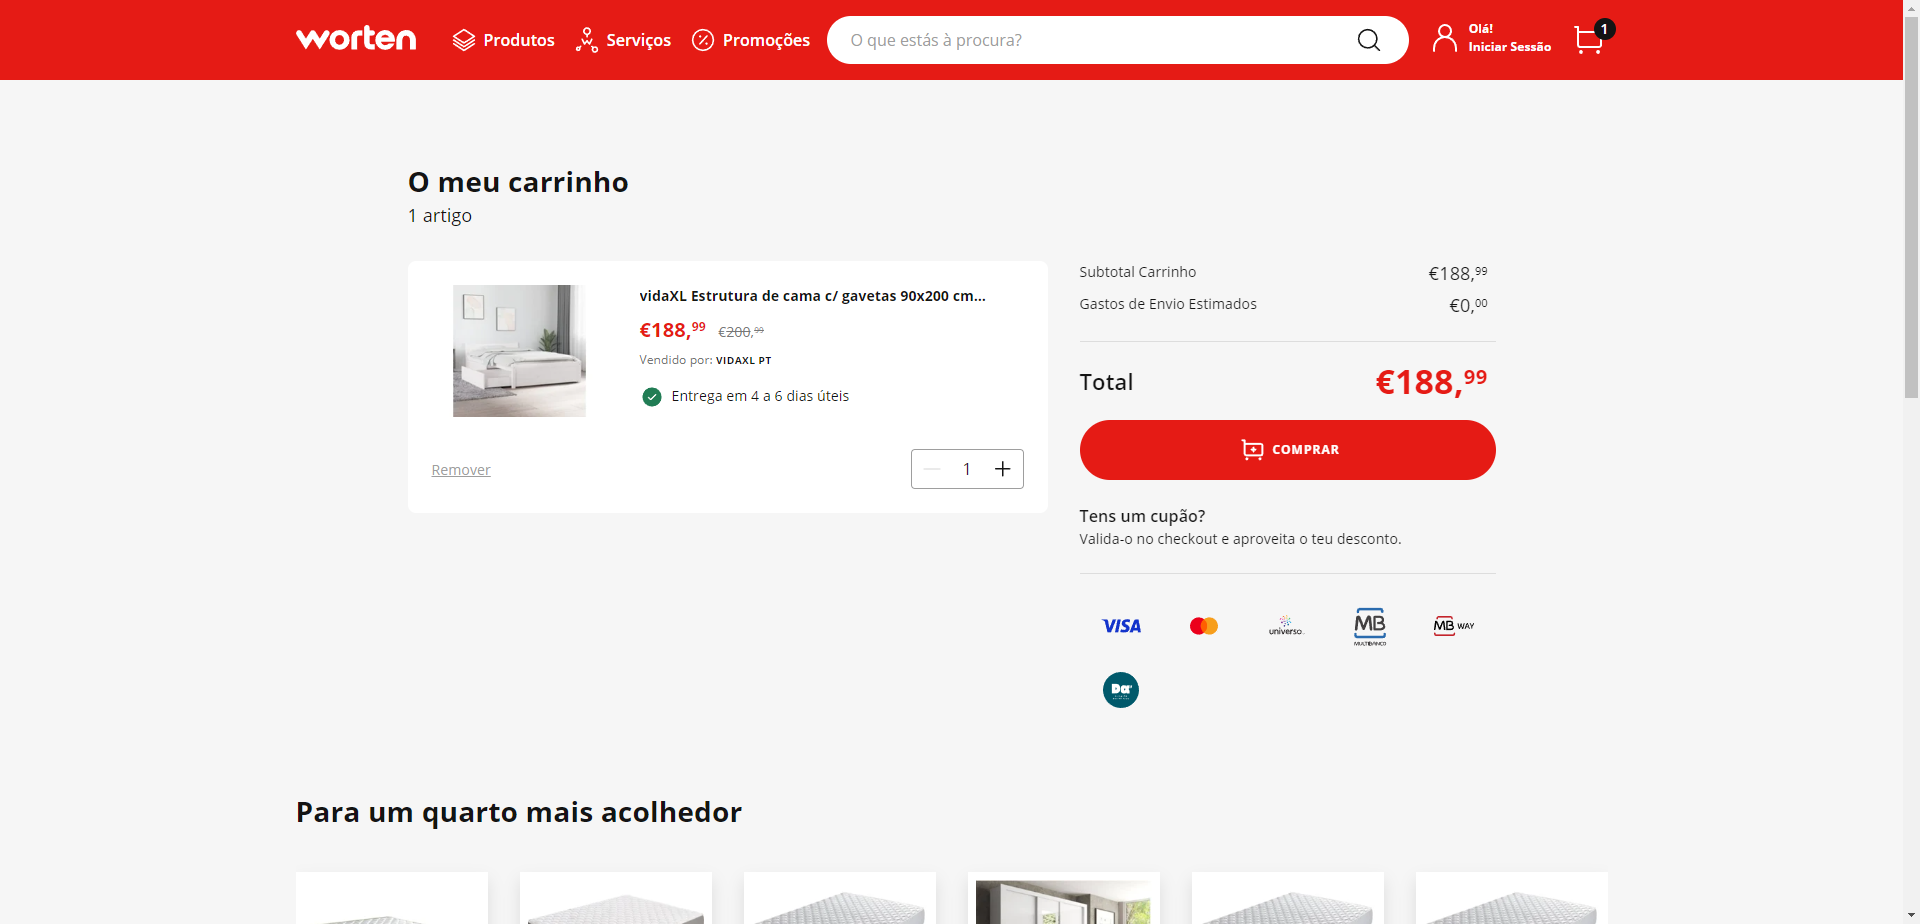 worten
Produtos
Serviços
Promoções
O que estás à procura?
Olá!
Iniciar Sessão
1
O meu carrinho
1 artigo
vidaXL Estrutura de cama c/ gavetas 90x200 cm...
€188,99 €200,99
Vendido por: VIDAXL PT
Entrega em 4 a 6 dias úteis
Remover
1
Subtotal Carrinho €188,99
Gastos de Envio Estimados €0,00
Total €188,99
COMPRAR
Tens um cupão?
Valida-o no checkout e aproveita o teu desconto.
VISA
universo
MB
MULTIBANCO
MB WAY
Da
Para um quarto mais acolhedor